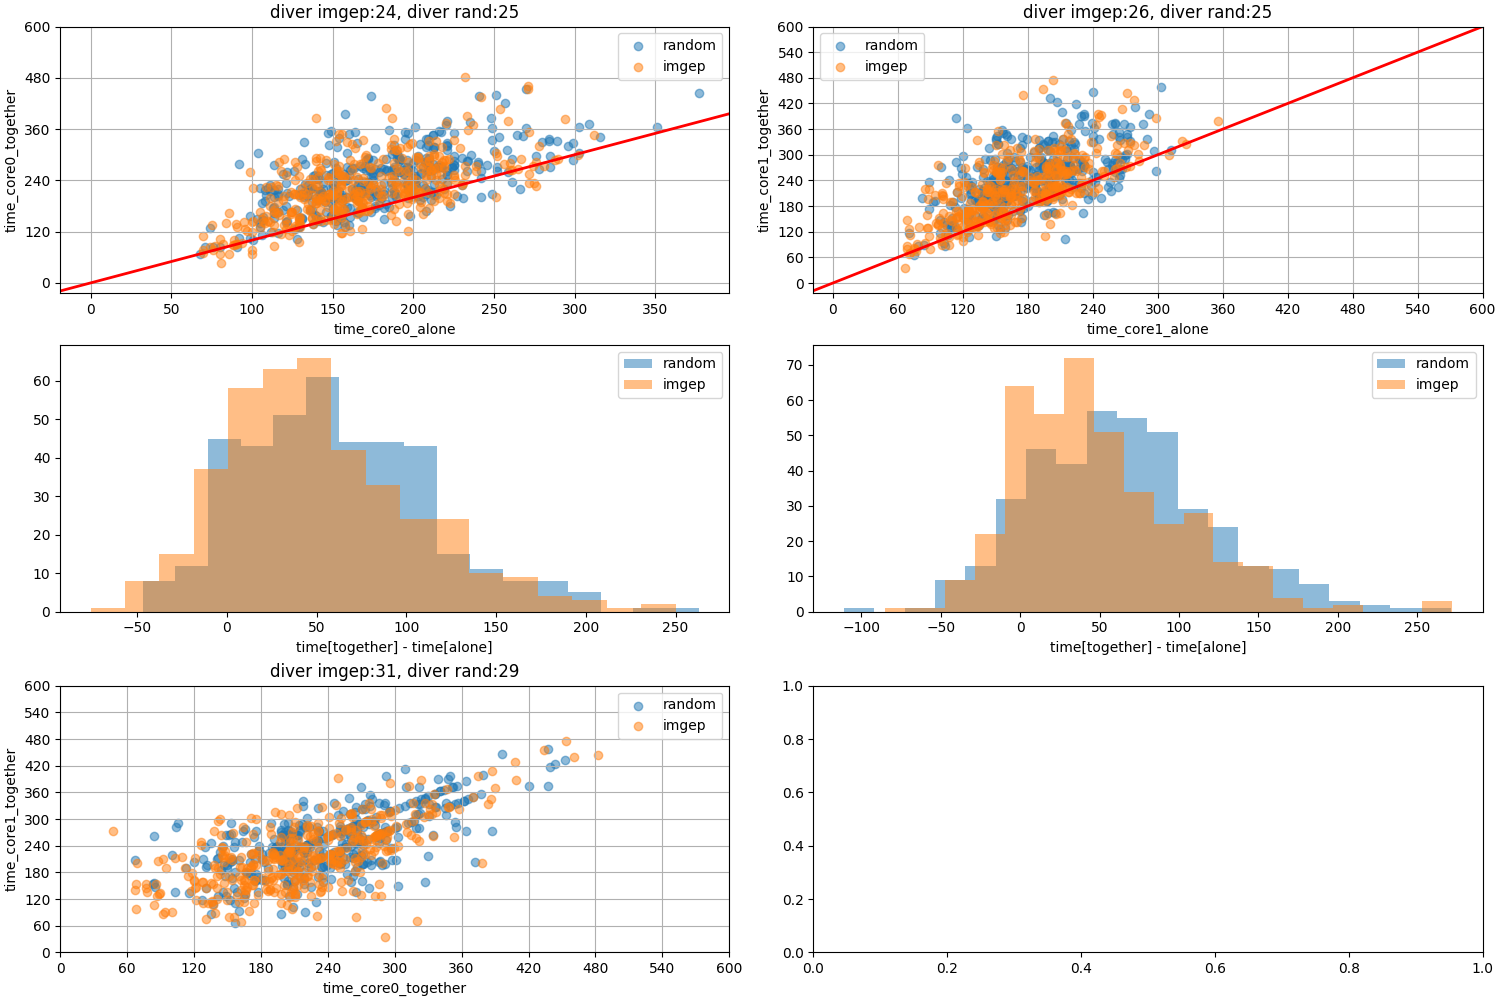 diver imgep:24, diver rand:25
600
480
360
240
120
0
time_core0_together
random
imgep
0 50 100 150 200 250 300 350
time_core0_alone
diver imgep:26, diver rand:25
600
540
480
420
360
300
240
180
120
60
0
time_core1_together
random
imgep
0 60 120 180 240 300 360 420 480 540 600
time_core1_alone
60
50
40
30
20
10
0
random
imgep
−50 0 50 100 150 200 250
time[together] - time[alone]
70
60
50
40
30
20
10
0
random
imgep
−100 −50 0 50 100 150 200 250
time[together] - time[alone]
diver imgep:31, diver rand:29
600
540
480
420
360
300
240
180
120
60
0
time_core1_together
random
imgep
0 60 120 180 240 300 360 420 480 540 600
time_core0_together
1.0
0.8
0.6
0.4
0.2
0.0
0.0 0.2 0.4 0.6 0.8 1.0